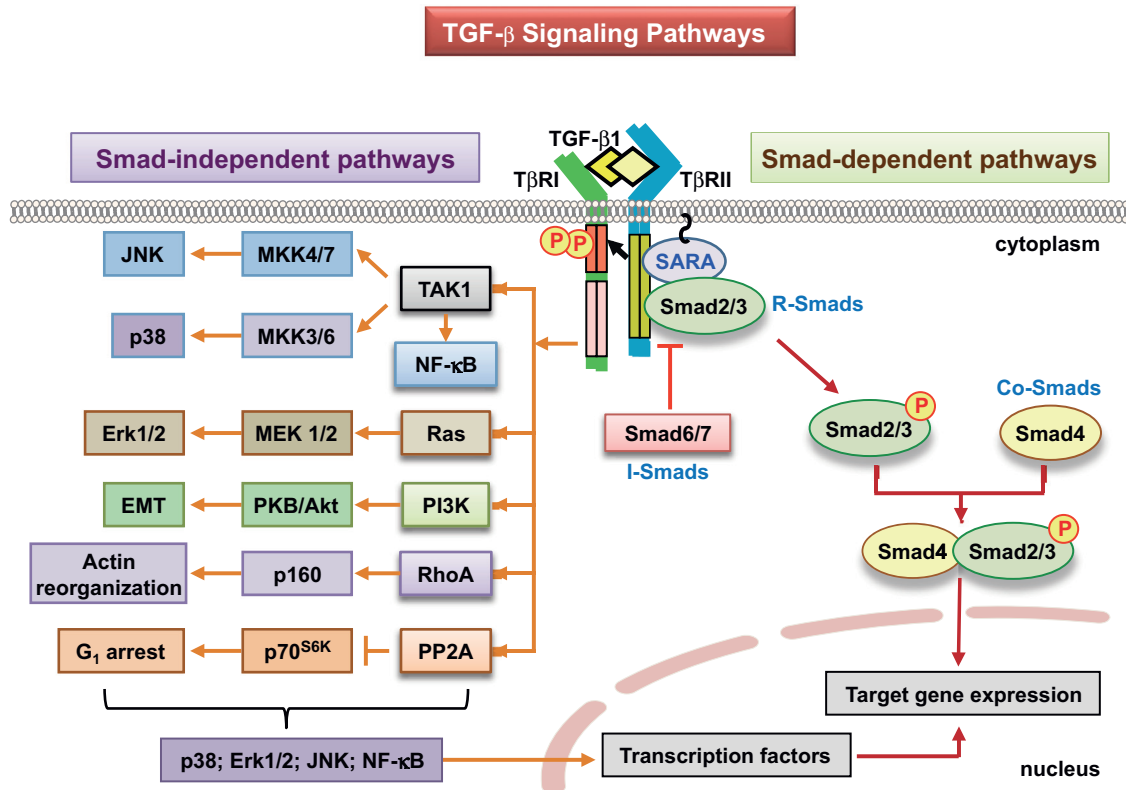 TGF-β Signaling Pathways
Smad-independent pathways
TGF-β1
TβRI
TβRII
Smad-dependent pathways
cytoplasm
P
P
SARA
Smad2/3
R-Smads
JNK
MKK4/7
TAK1
p38
MKK3/6
NF-κB
Smad6/7
I-Smads
Co-Smads
P
Smad2/3
Smad4
Erk1/2
MEK 1/2
Ras
EMT
PKB/Akt
PI3K
Smad4
Smad2/3
P
Actin
reorganization
p160
RhoA
G₁ arrest
p70ˢ⁶ᴷ
PP2A
Target gene expression
p38; Erk1/2; JNK; NF-κB
Transcription factors
nucleus